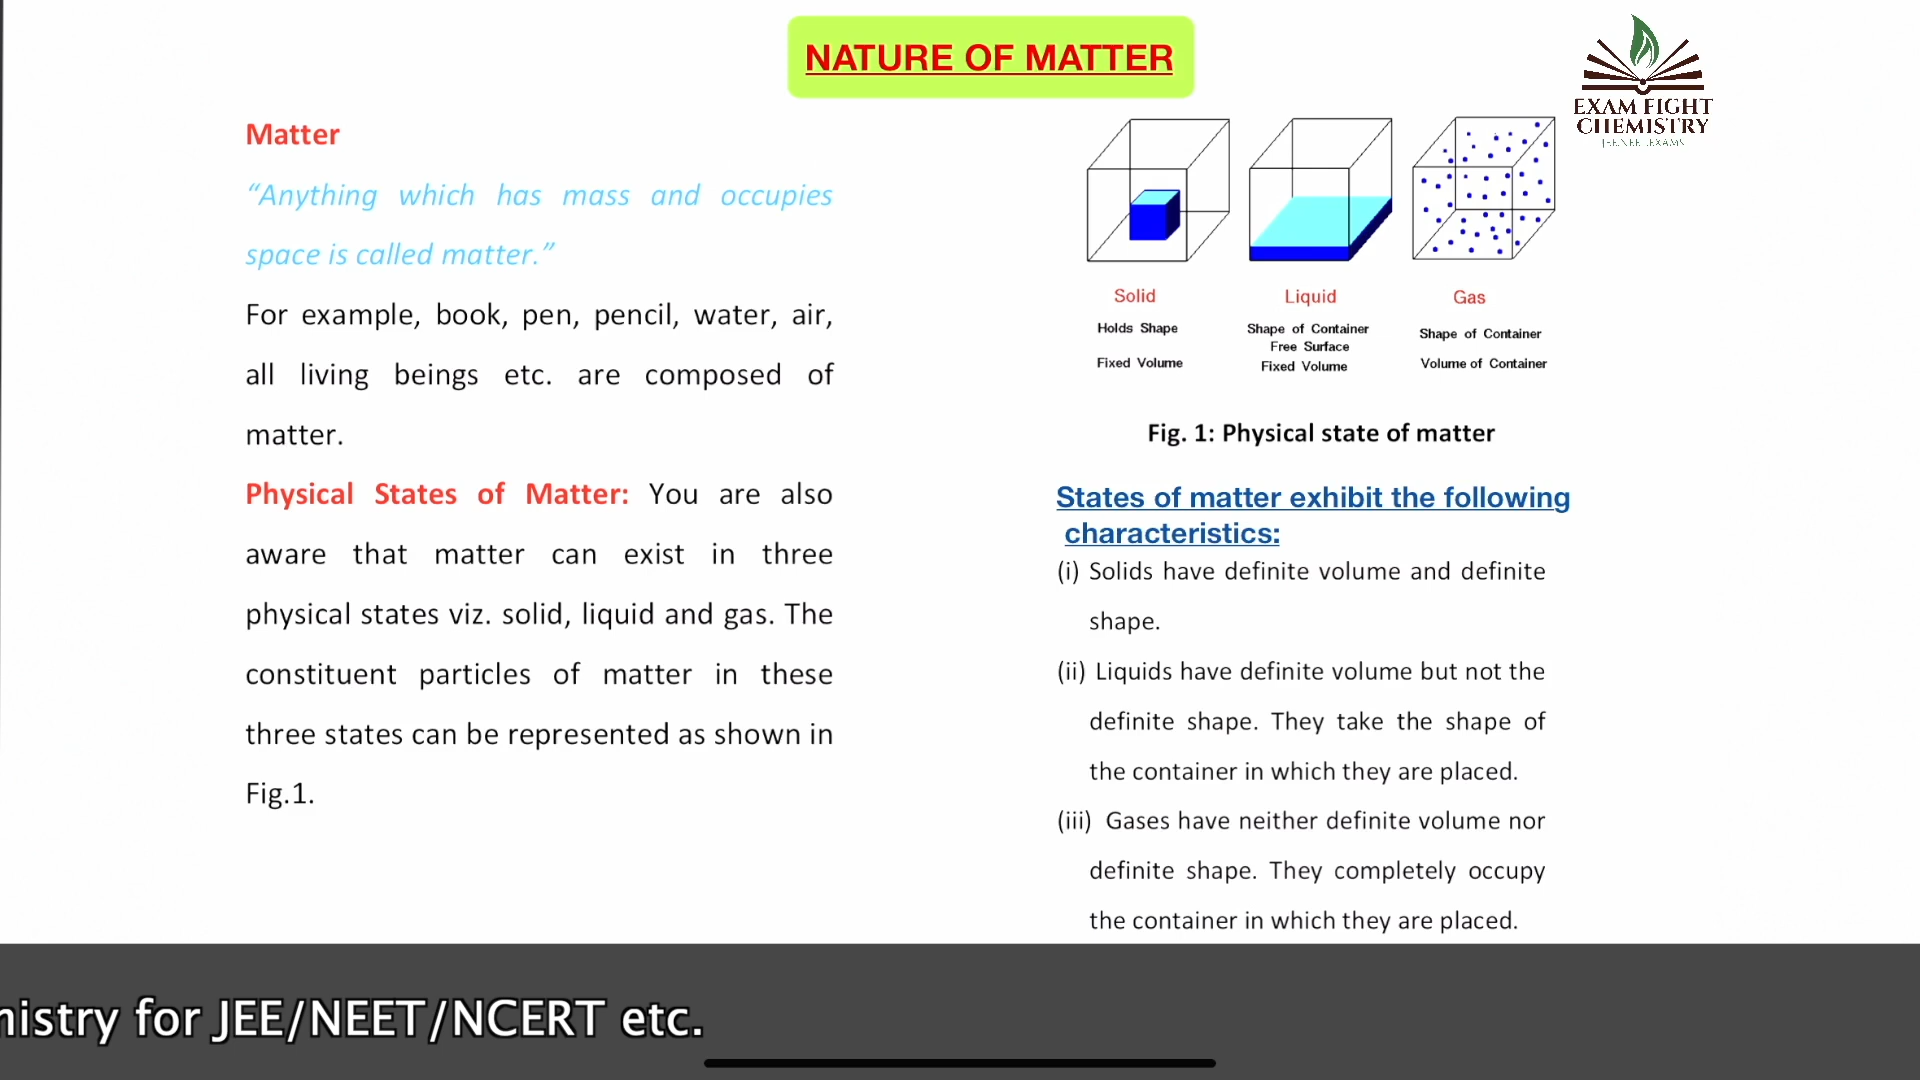 NATURE OF MATTER
EXAM FIGHT
CHEMISTRY
Matter
“Anything which has mass and occupies
space is called matter.”
For example, book, pen, pencil, water, air,
all living beings etc. are composed of
matter.
Physical States of Matter: You are also
aware that matter can exist in three
physical states viz. solid, liquid and gas. The
constituent particles of matter in these
three states can be represented as shown in
Fig.1.
Solid
Holds Shape
Fixed Volume
Liquid
Shape of Container
Free Surface
Fixed Volume
Gas
Shape of Container
Volume of Container
Fig. 1: Physical state of matter
States of matter exhibit the following
characteristics:
(i) Solids have definite volume and definite
shape.
(ii) Liquids have definite volume but not the
definite shape. They take the shape of
the container in which they are placed.
(iii) Gases have neither definite volume nor
definite shape. They completely occupy
the container in which they are placed.
for JEE/NEET/NCERT etc.